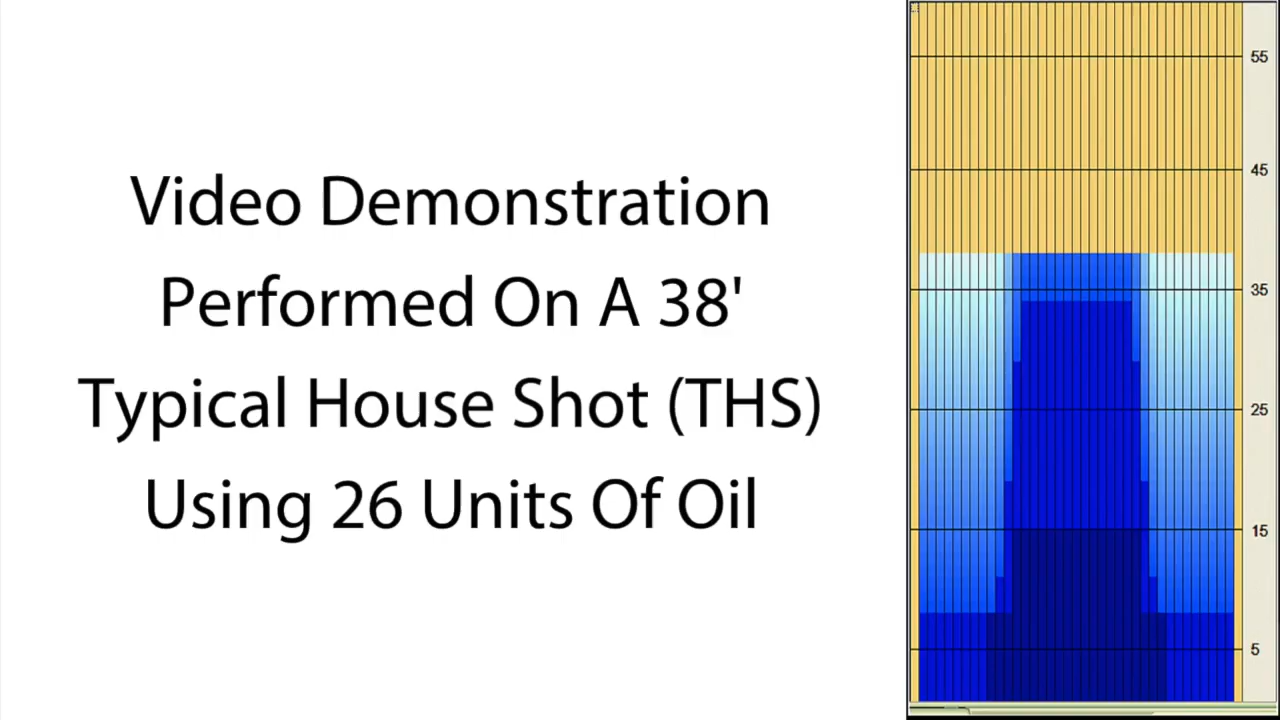 Video Demonstration
Performed On A 38'
Typical House Shot (THS)
Using 26 Units Of Oil
55
45
35
25
15
5